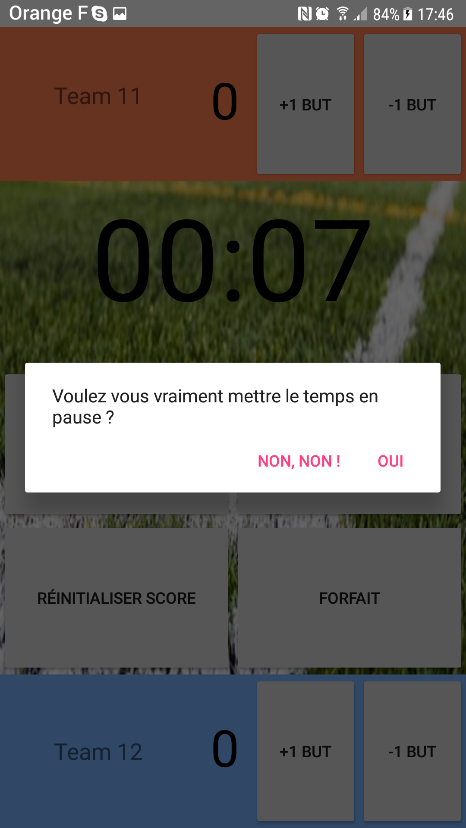 Orange F 84% 17:46
Team 11 0 +1 BUT -1 BUT
00:07
Voulez vous vraiment mettre le temps en
pause ?
NON, NON ! OUI
RÉINITIALISER SCORE FORFAIT
Team 12 0 +1 BUT -1 BUT